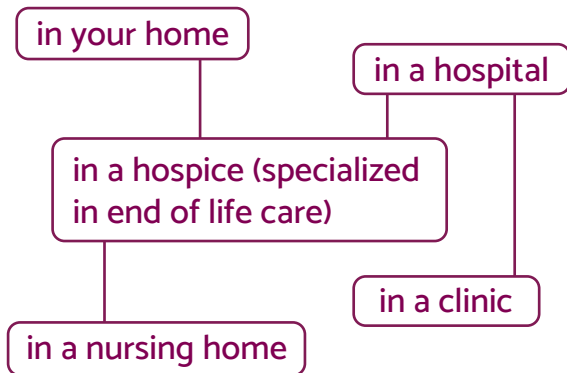 in your home
in a hospital
in a hospice (specialized
in end of life care)
in a clinic
in a nursing home